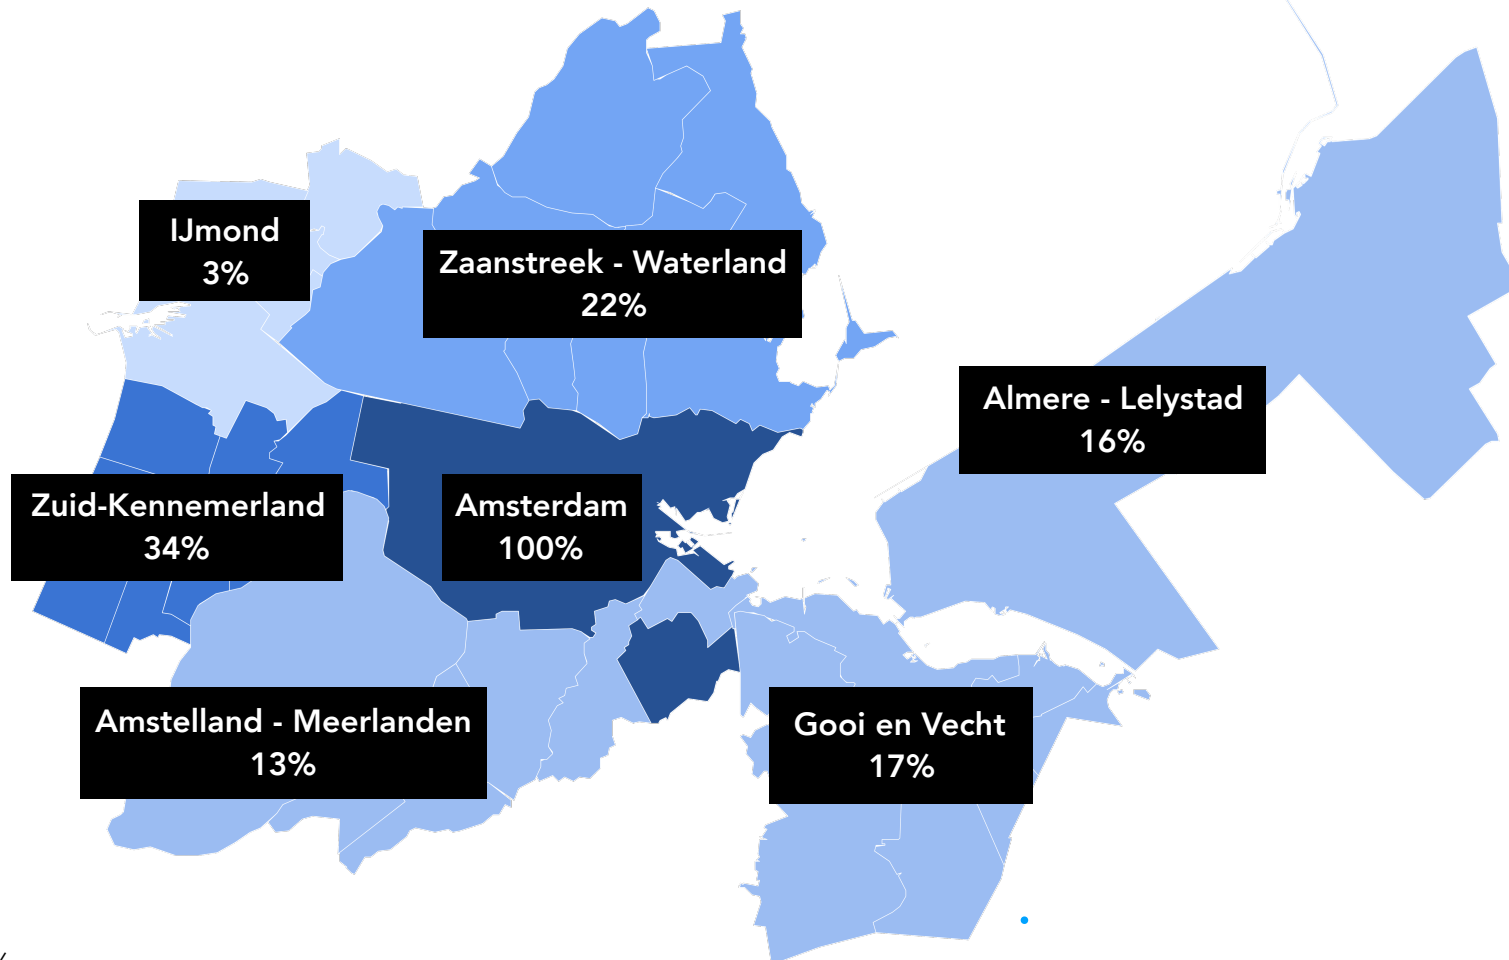 IJmond
3%
Zaanstreek - Waterland
22%
Almere - Lelystad
16%
Zuid-Kennemerland
34%
Amsterdam
100%
Amstelland - Meerlanden
13%
Gooi en Vecht
17%